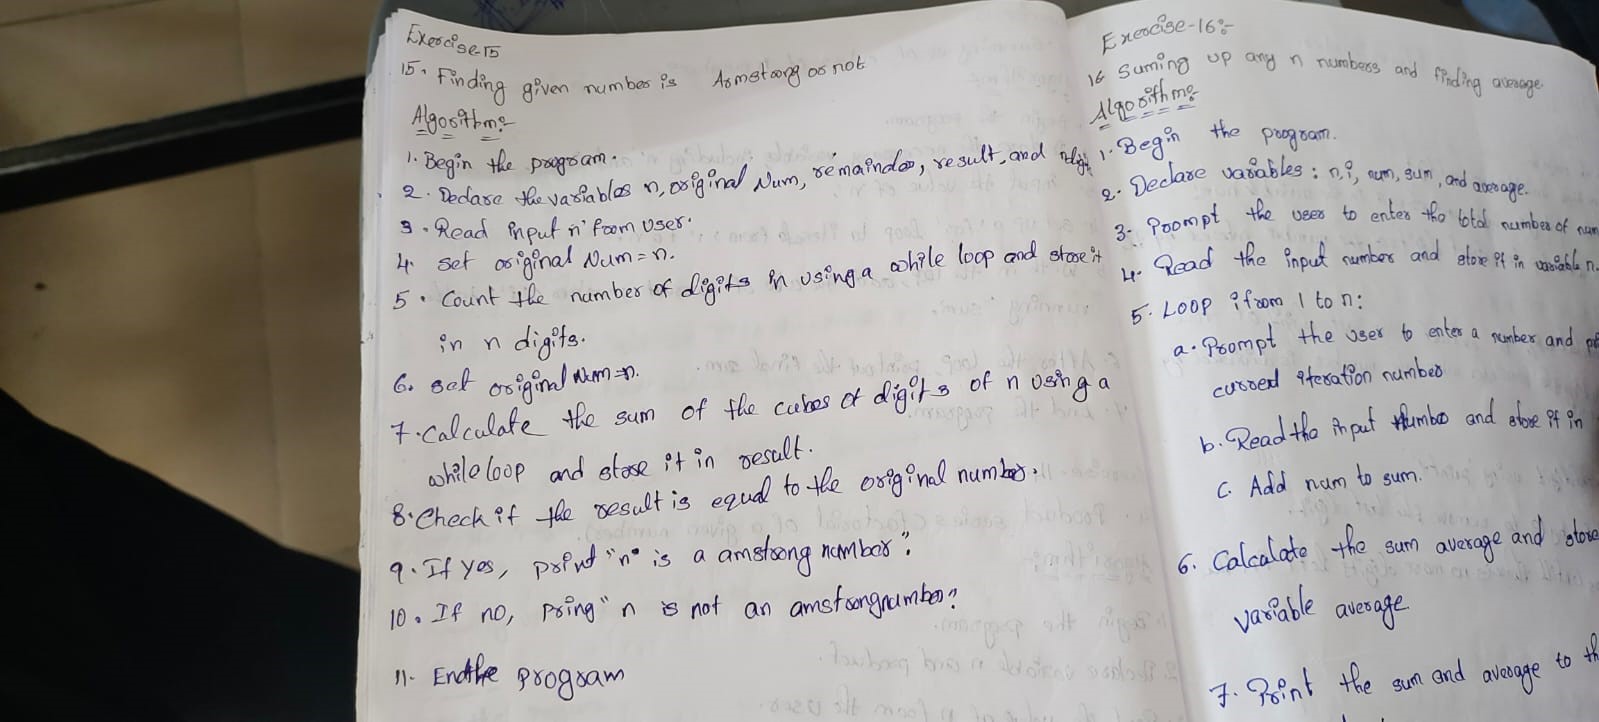 Exercise-15
15. Finding given number is Armstrong or not
Algorithm:-
1. Begin the program.
2. Declare the variables n, original Num, remainder, result, and
3. Read input 'n' from user.
4. set original Num = n.
5. Count the number of digits in using a while loop and store it
in n digits.
6. set original Num = n.
7. Calculate the sum of the cubes of digits of n using a
while loop and store it in result.
8. Check if the result is equal to the original number.
9. If yes, print "n" is a amstrong number".
10. If no, pring "n is not an amstrong number"
11. End the program
Exercise-16:-
16 Suming up any n numbers and finding average
Algorithm:-
1. Begin the program.
2. Declare variables : n, i, num, sum, and average.
3. Prompt the user to enter the total number of num
4. Read the input number and store it in variable n.
5. LOOP i from 1 to n:
a. Prompt the user to enter a number and
current iteration number
b. Read the input number and store it in
c. Add num to sum.
6. Calcalate the sum average and store
variable average
7. Print the sum and average to th